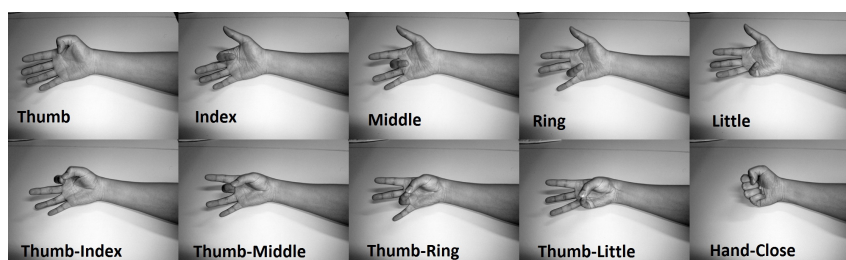 Thumb
Index
Middle
Ring
Little
Thumb-Index
Thumb-Middle
Thumb-Ring
Thumb-Little
Hand-Close